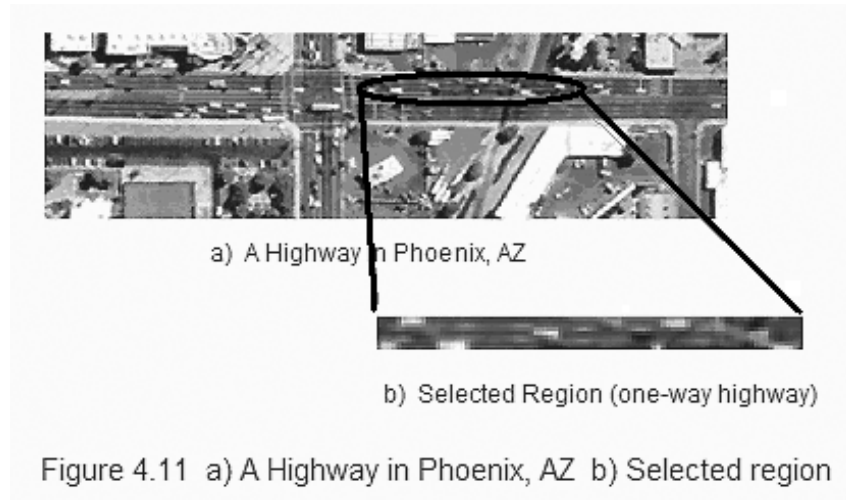 a) A Highway in Phoenix, AZ
b) Selected Region (one-way highway)
Figure 4.11 a) A Highway in Phoenix, AZ b) Selected region